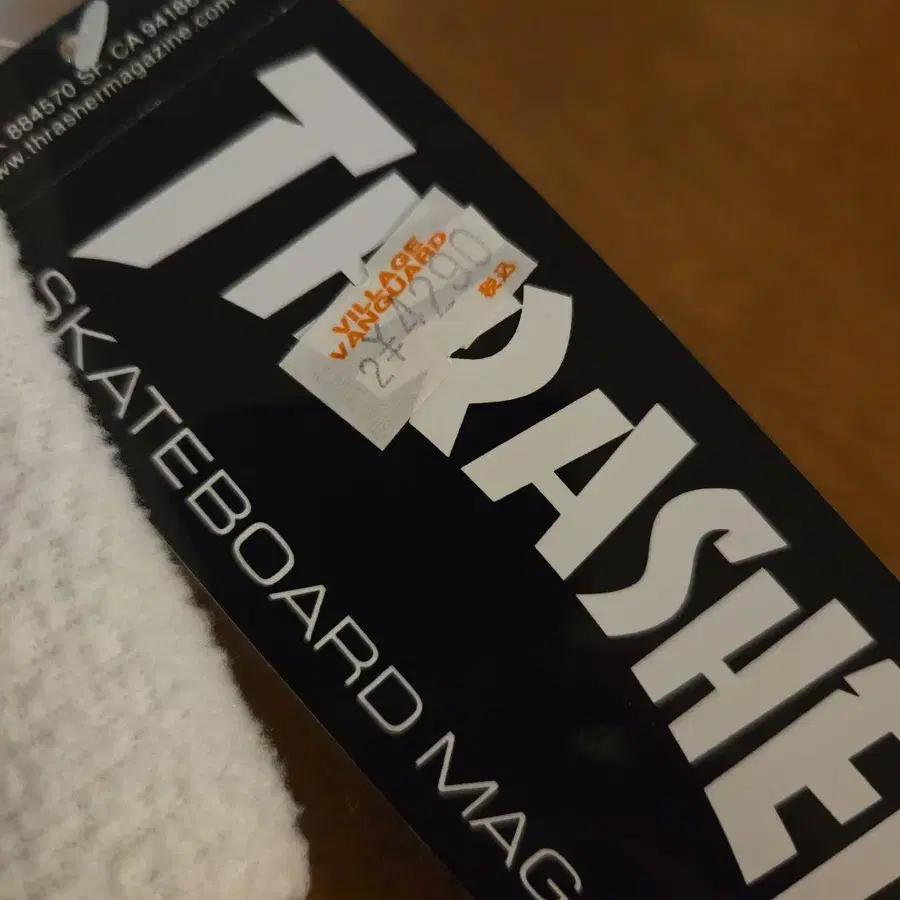 884570 SF, CA 94188
www.thrashermagazine.com
THRASHER
VILLAGE
VANGUARD
¥4290
税込
SKATEBOARD MAG